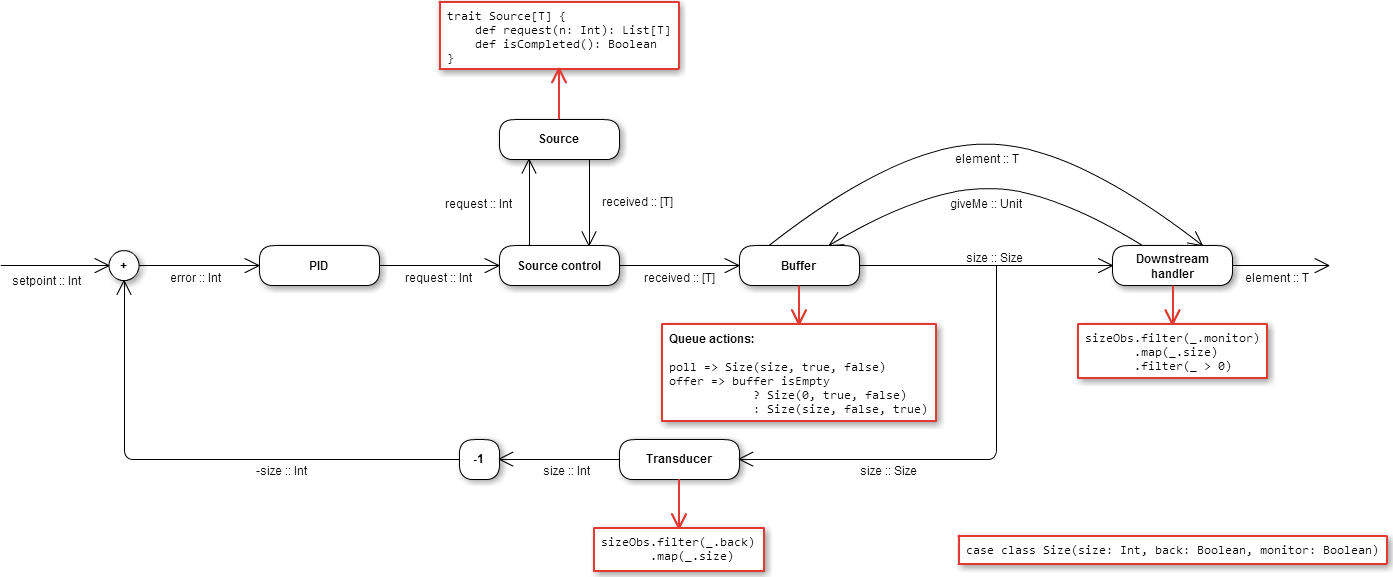 trait Source[T] {
    def request(n: Int): List[T]
    def isCompleted(): Boolean
}
Source
element :: T
request :: Int
received :: [T]
giveMe :: Unit
+
PID
Source control
Buffer
size :: Size
Downstream
handler
setpoint :: Int
error :: Int
request :: Int
received :: [T]
element :: T
Queue actions:
poll => Size(size, true, false)
offer => buffer isEmpty
            ? Size(0, true, false)
            : Size(size, false, true)
sizeObs.filter(_.monitor)
       .map(_.size)
       .filter(_ > 0)
-1
Transducer
-size :: Int
size :: Int
size :: Size
sizeObs.filter(_.back)
       .map(_.size)
case class Size(size: Int, back: Boolean, monitor: Boolean)